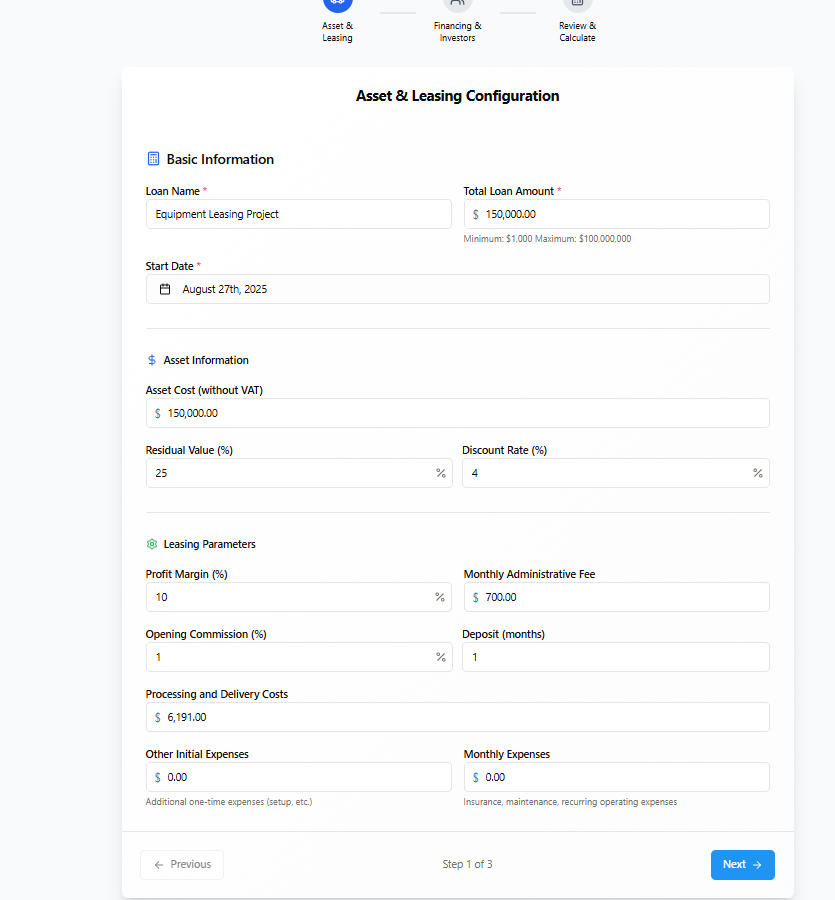 Asset &
Leasing
Financing &
Investors
Review &
Calculate
Asset & Leasing Configuration
Basic Information
Loan Name *
Total Loan Amount *
Equipment Leasing Project
$ 150,000.00
Minimum: $1,000 Maximum: $100,000,000
Start Date *
August 27th, 2025
$ Asset Information
Asset Cost (without VAT)
$ 150,000.00
Residual Value (%)
Discount Rate (%)
25 %
4 %
Leasing Parameters
Profit Margin (%)
Monthly Administrative Fee
10 %
$ 700.00
Opening Commission (%)
Deposit (months)
1 %
1
Processing and Delivery Costs
$ 6,191.00
Other Initial Expenses
Monthly Expenses
$ 0.00
$ 0.00
Additional one-time expenses (setup, etc.)
Insurance, maintenance, recurring operating expenses
← Previous
Step 1 of 3
Next →